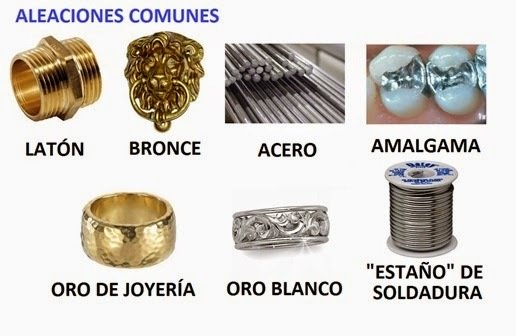 ALEACIONES COMUNES
LATÓN
BRONCE
ACERO
AMALGAMA
ORO DE JOYERÍA
ORO BLANCO
"ESTAÑO" DE
SOLDADURA